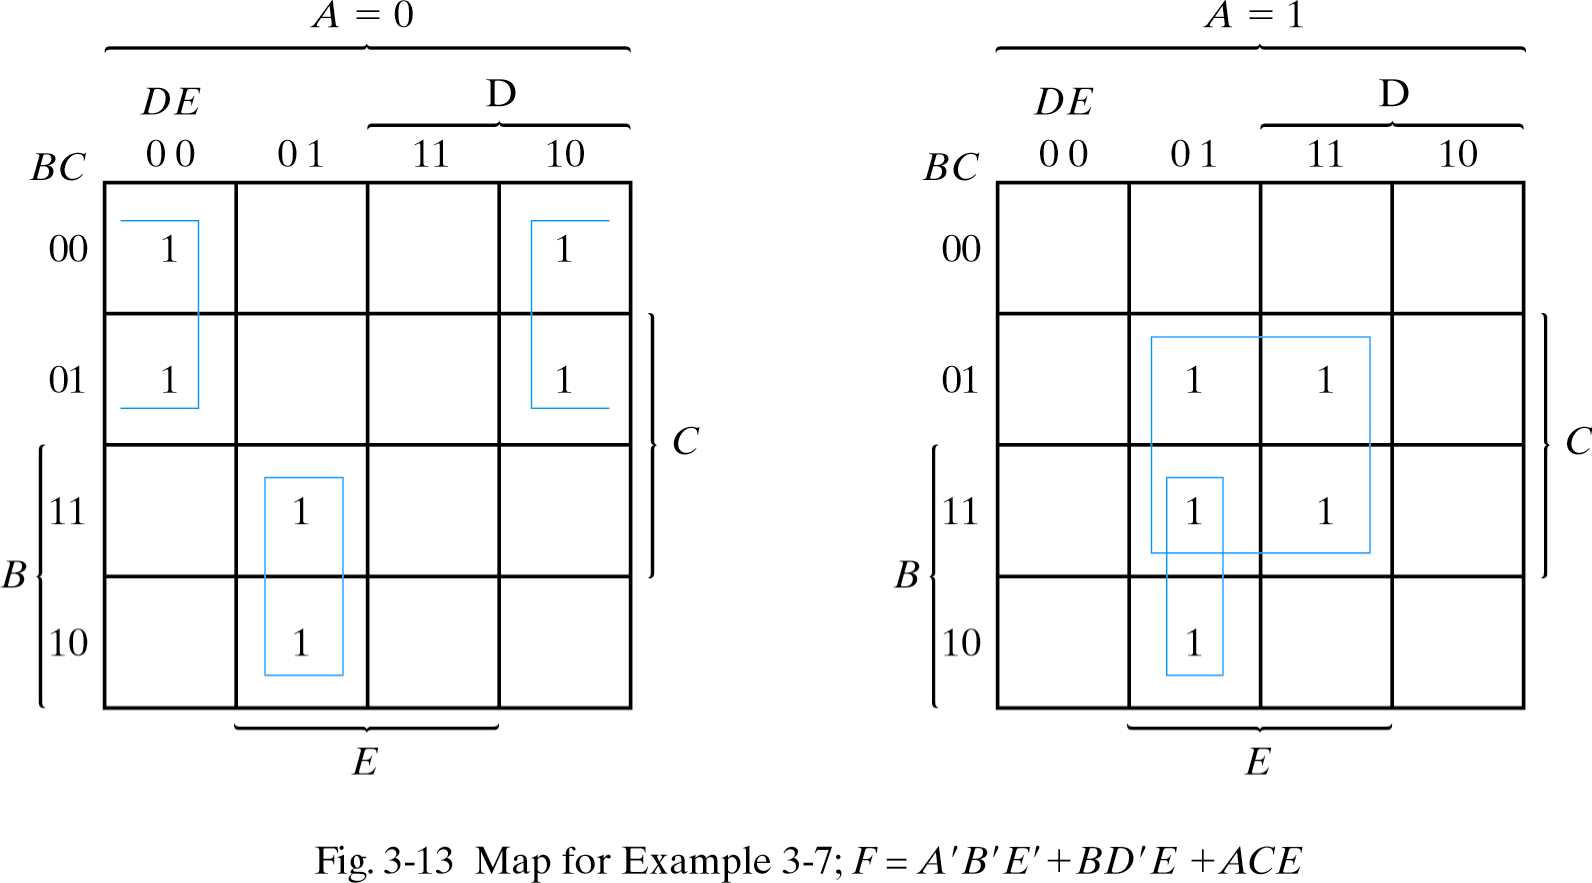 A = 0 A = 1
DE D DE D
BC 0 0 0 1 11 10 BC 0 0 0 1 11 10
00 1 1 00
01 1 1 01 1 1
C C
11 1 11 1 1
B B
10 1 10 1
E E
Fig. 3-13 Map for Example 3-7; F = A′B′E′+BD′E +ACE